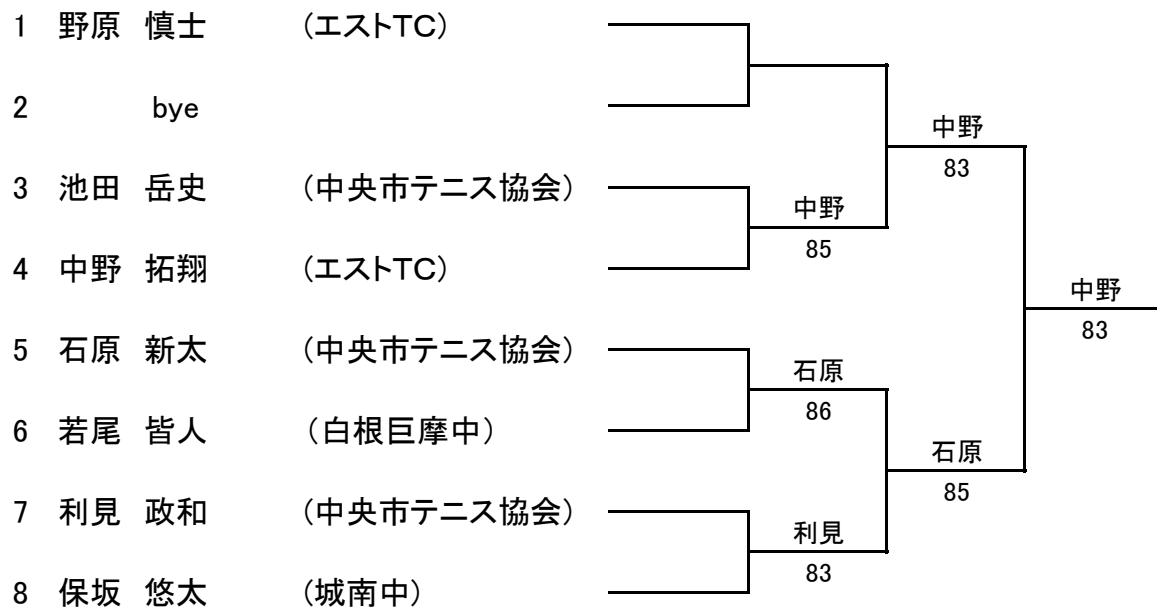 1 野原 慎士 (エストTC)
2 bye
中野
83
3 池田 岳史 (中央市テニス協会)
中野
85
4 中野 拓翔 (エストTC)
中野
83
5 石原 新太 (中央市テニス協会)
石原
86
6 若尾 皆人 (白根巨摩中)
石原
85
7 利見 政和 (中央市テニス協会)
利見
83
8 保坂 悠太 (城南中)